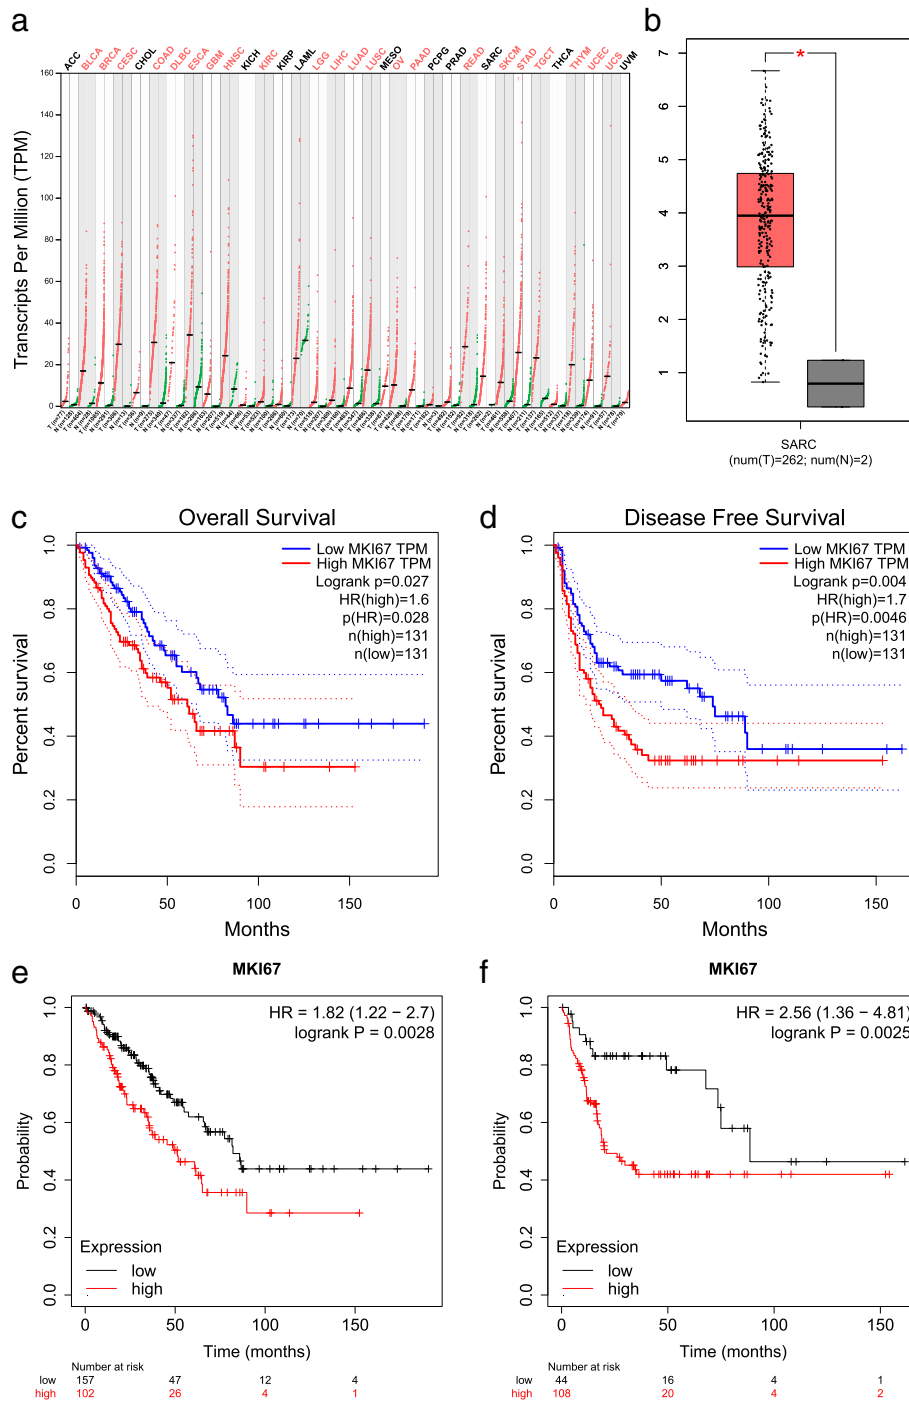 a
ACC BLCA BRCA CESC CHOL COAD DLBC ESCA GBM HNSC KICH KIRC KIRP LAML LGG LIHC LUAD LUSC MESO OV PAAD PCPG PRAD READ SARC SKCM STAD TGCT THCA THYM UCEC UCS UVM
Transcripts Per Million (TPM)
160
140
120
100
80
60
40
20
0
b
7
6
5
4
3
2
1
*
SARC
(num(T)=262; num(N)=2)
c
Overall Survival
Low MKI67 TPM
High MKI67 TPM
Logrank p=0.027
HR(high)=1.6
p(HR)=0.028
n(high)=131
n(low)=131
Percent survival
1.0
0.8
0.6
0.4
0.2
0.0
0 50 100 150
Months
d
Disease Free Survival
Low MKI67 TPM
High MKI67 TPM
Logrank p=0.004
HR(high)=1.7
p(HR)=0.0046
n(high)=131
n(low)=131
Percent survival
1.0
0.8
0.6
0.4
0.2
0.0
0 50 100 150
Months
e
MKI67
HR = 1.82 (1.22 − 2.7)
logrank P = 0.0028
Probability
1.0
0.8
0.6
0.4
0.2
0.0
Expression
low
high
0 50 100 150
Time (months)
Number at risk
low 157 47 12 4
high 102 26 4 1
f
MKI67
HR = 2.56 (1.36 − 4.81)
logrank P = 0.0025
Probability
1.0
0.8
0.6
0.4
0.2
0.0
Expression
low
high
0 50 100 150
Time (months)
Number at risk
low 44 16 4 1
high 108 20 4 2